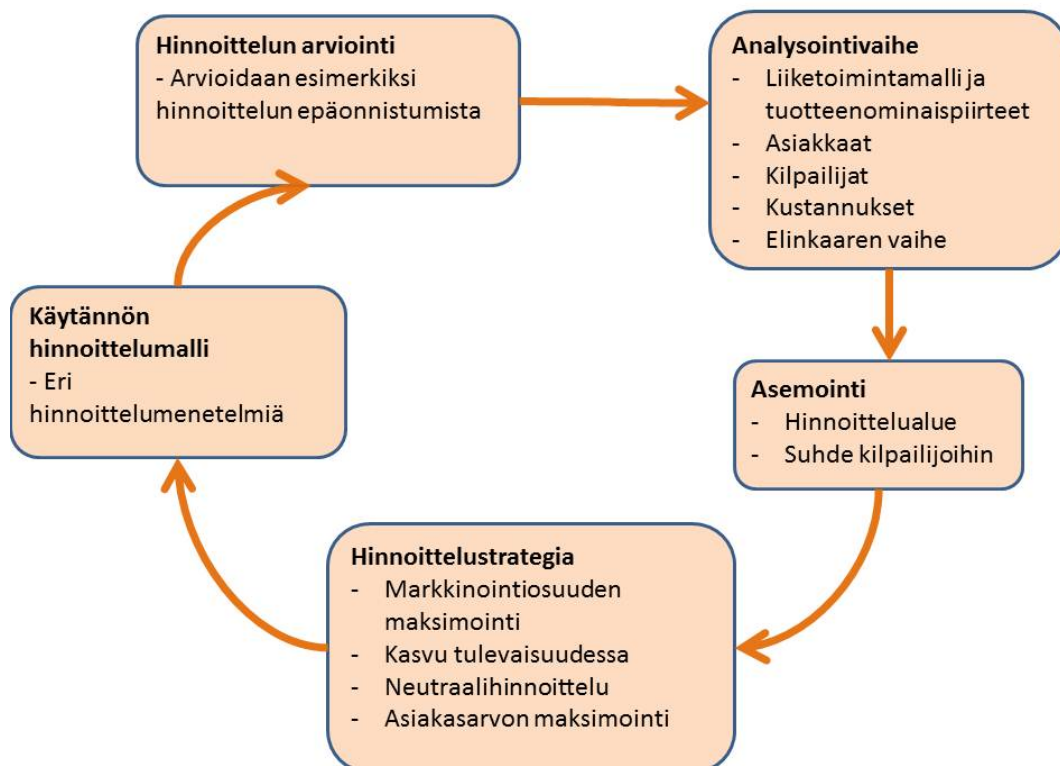 Hinnoittelun arviointi
- Arvioidaan esimerkiksi
hinnoittelun epäonnistumista
Analysointivaihe
- Liiketoimintamalli ja
tuotteenominaispiirteet
- Asiakkaat
- Kilpailijat
- Kustannukset
- Elinkaaren vaihe
Asemointi
- Hinnoittelualue
- Suhde kilpailijoihin
Hinnoittelustrategia
- Markkinointiosuuden
maksimointi
- Kasvu tulevaisuudessa
- Neutraalihinnoittelu
- Asiakasarvon maksimointi
Käytännön
hinnoittelumalli
- Eri
hinnoittelumenetelmiä